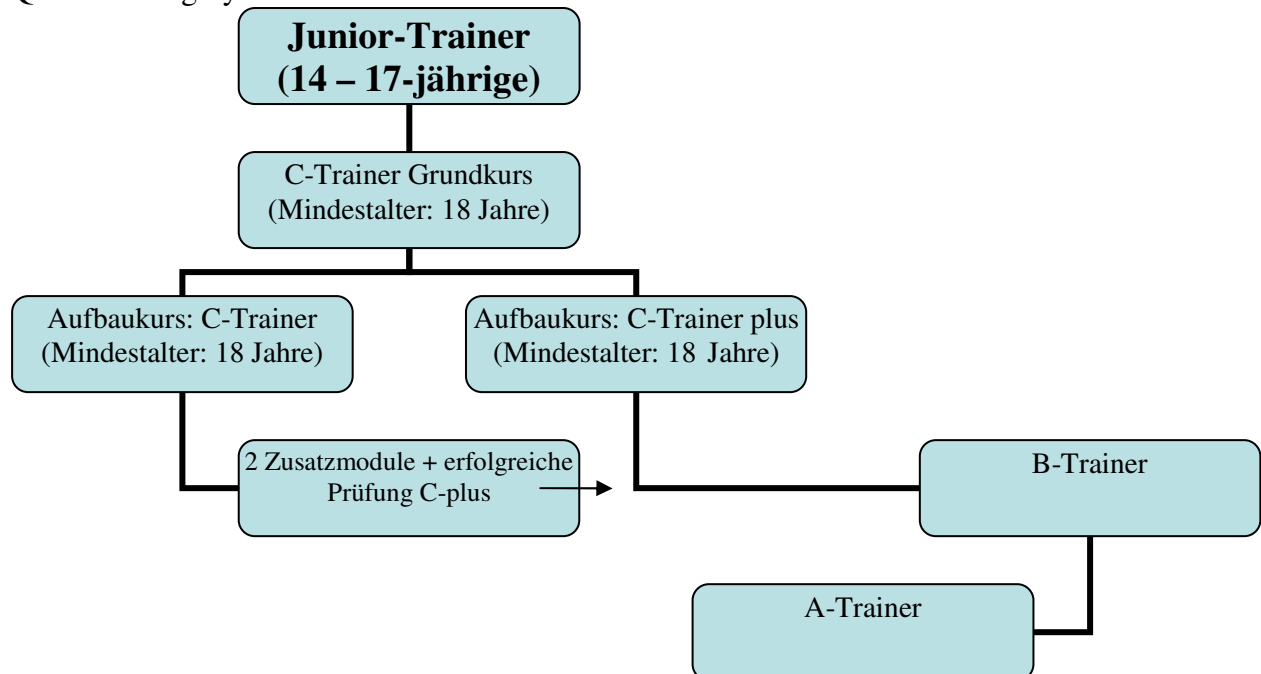 Junior-Trainer
(14 – 17-jährige)
C-Trainer Grundkurs
(Mindestalter: 18 Jahre)
Aufbaukurs: C-Trainer
(Mindestalter: 18 Jahre)
Aufbaukurs: C-Trainer plus
(Mindestalter: 18 Jahre)
2 Zusatzmodule + erfolgreiche
Prüfung C-plus
B-Trainer
A-Trainer